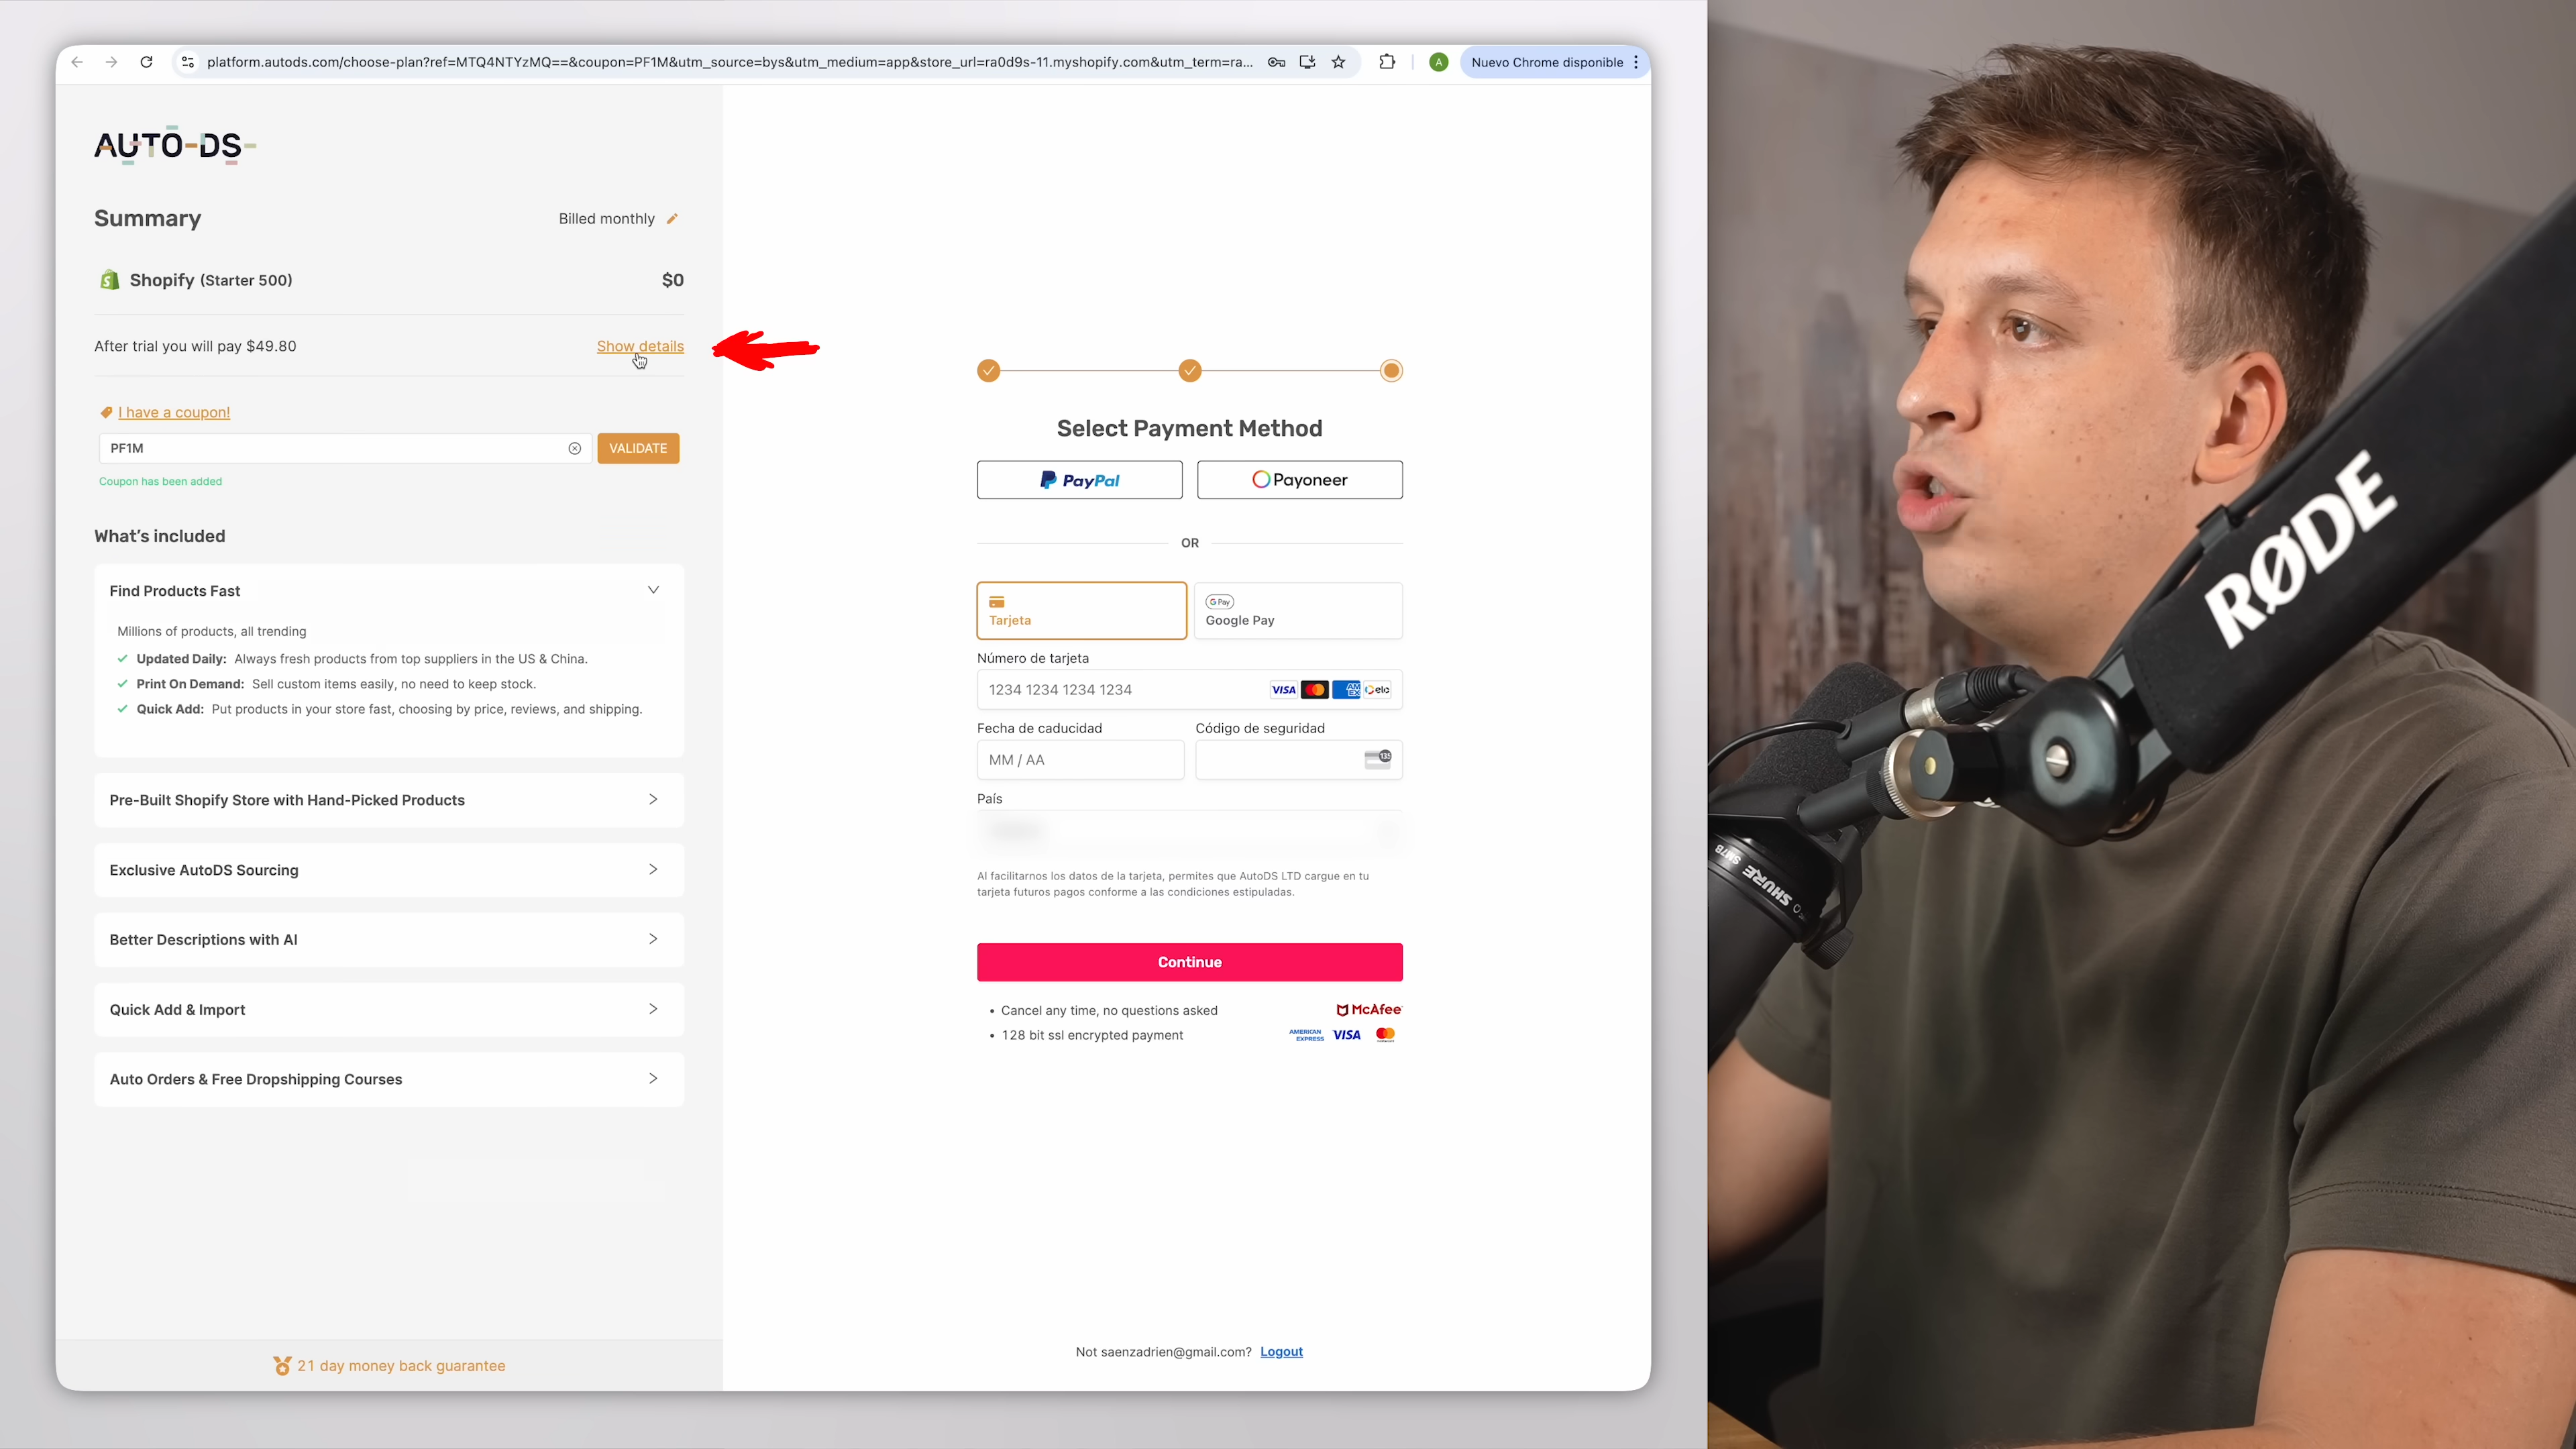 platform.autods.com/choose-plan?ref=MTQ4NTYzMQ==&coupon=PF1M&utm_source=bys&utm_medium=app&store_url=ra0d9s-11.myshopify.com&utm_term=ra...
A
Nuevo Chrome disponible
AUTO-DS
Summary
Billed monthly
Shopify (Starter 500)
$0
After trial you will pay $49.80
Show details
I have a coupon!
PF1M
VALIDATE
Coupon has been added
What's included
Find Products Fast
Millions of products, all trending
Updated Daily: Always fresh products from top suppliers in the US & China.
Print On Demand: Sell custom items easily, no need to keep stock.
Quick Add: Put products in your store fast, choosing by price, reviews, and shipping.
Pre-Built Shopify Store with Hand-Picked Products
Exclusive AutoDS Sourcing
Better Descriptions with AI
Quick Add & Import
Auto Orders & Free Dropshipping Courses
21 day money back guarantee
Select Payment Method
PayPal
Payoneer
OR
Tarjeta
G Pay
Google Pay
Número de tarjeta
1234 1234 1234 1234
VISA
AM EX
elo
Fecha de caducidad
Código de seguridad
MM / AA
País
Al facilitarnos los datos de la tarjeta, permites que AutoDS LTD cargue en tu
tarjeta futuros pagos conforme a las condiciones estipuladas.
Continue
• Cancel any time, no questions asked
McAfee
• 128 bit ssl encrypted payment
AMERICAN EXPRESS
VISA
Not saenzadrien@gmail.com? Logout
RØDE
SHURE SM7B